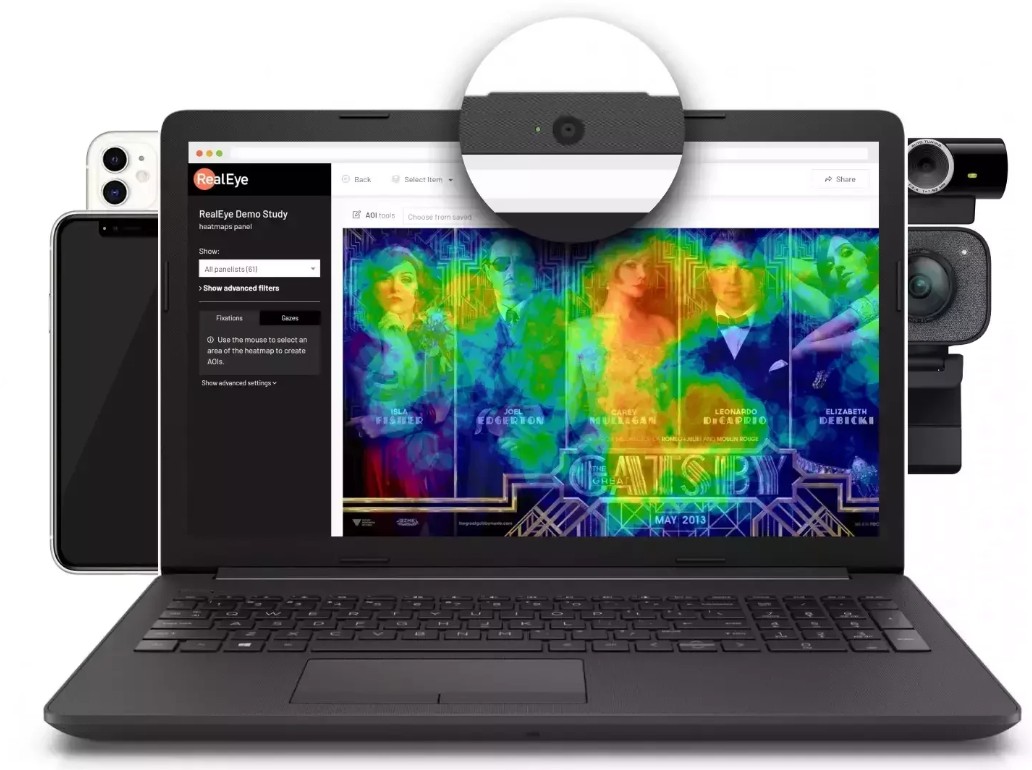 RealEye
Back
Select Item
Share
RealEye Demo Study
heatmaps panel
AOI tools
Choose from saved
Show:
All panelists (61)
Show advanced filters
Fixations
Gazes
Use the mouse to select an
area of the heatmap to create
AOIs.
Show advanced settings
ISLA
FISHER
JOEL
EDGERTON
CAREY
MULLIGAN
LEONARDO
DiCAPRIO
ELIZABETH
DEBICKI
THE
GREAT
GATSBY
MAY 2013